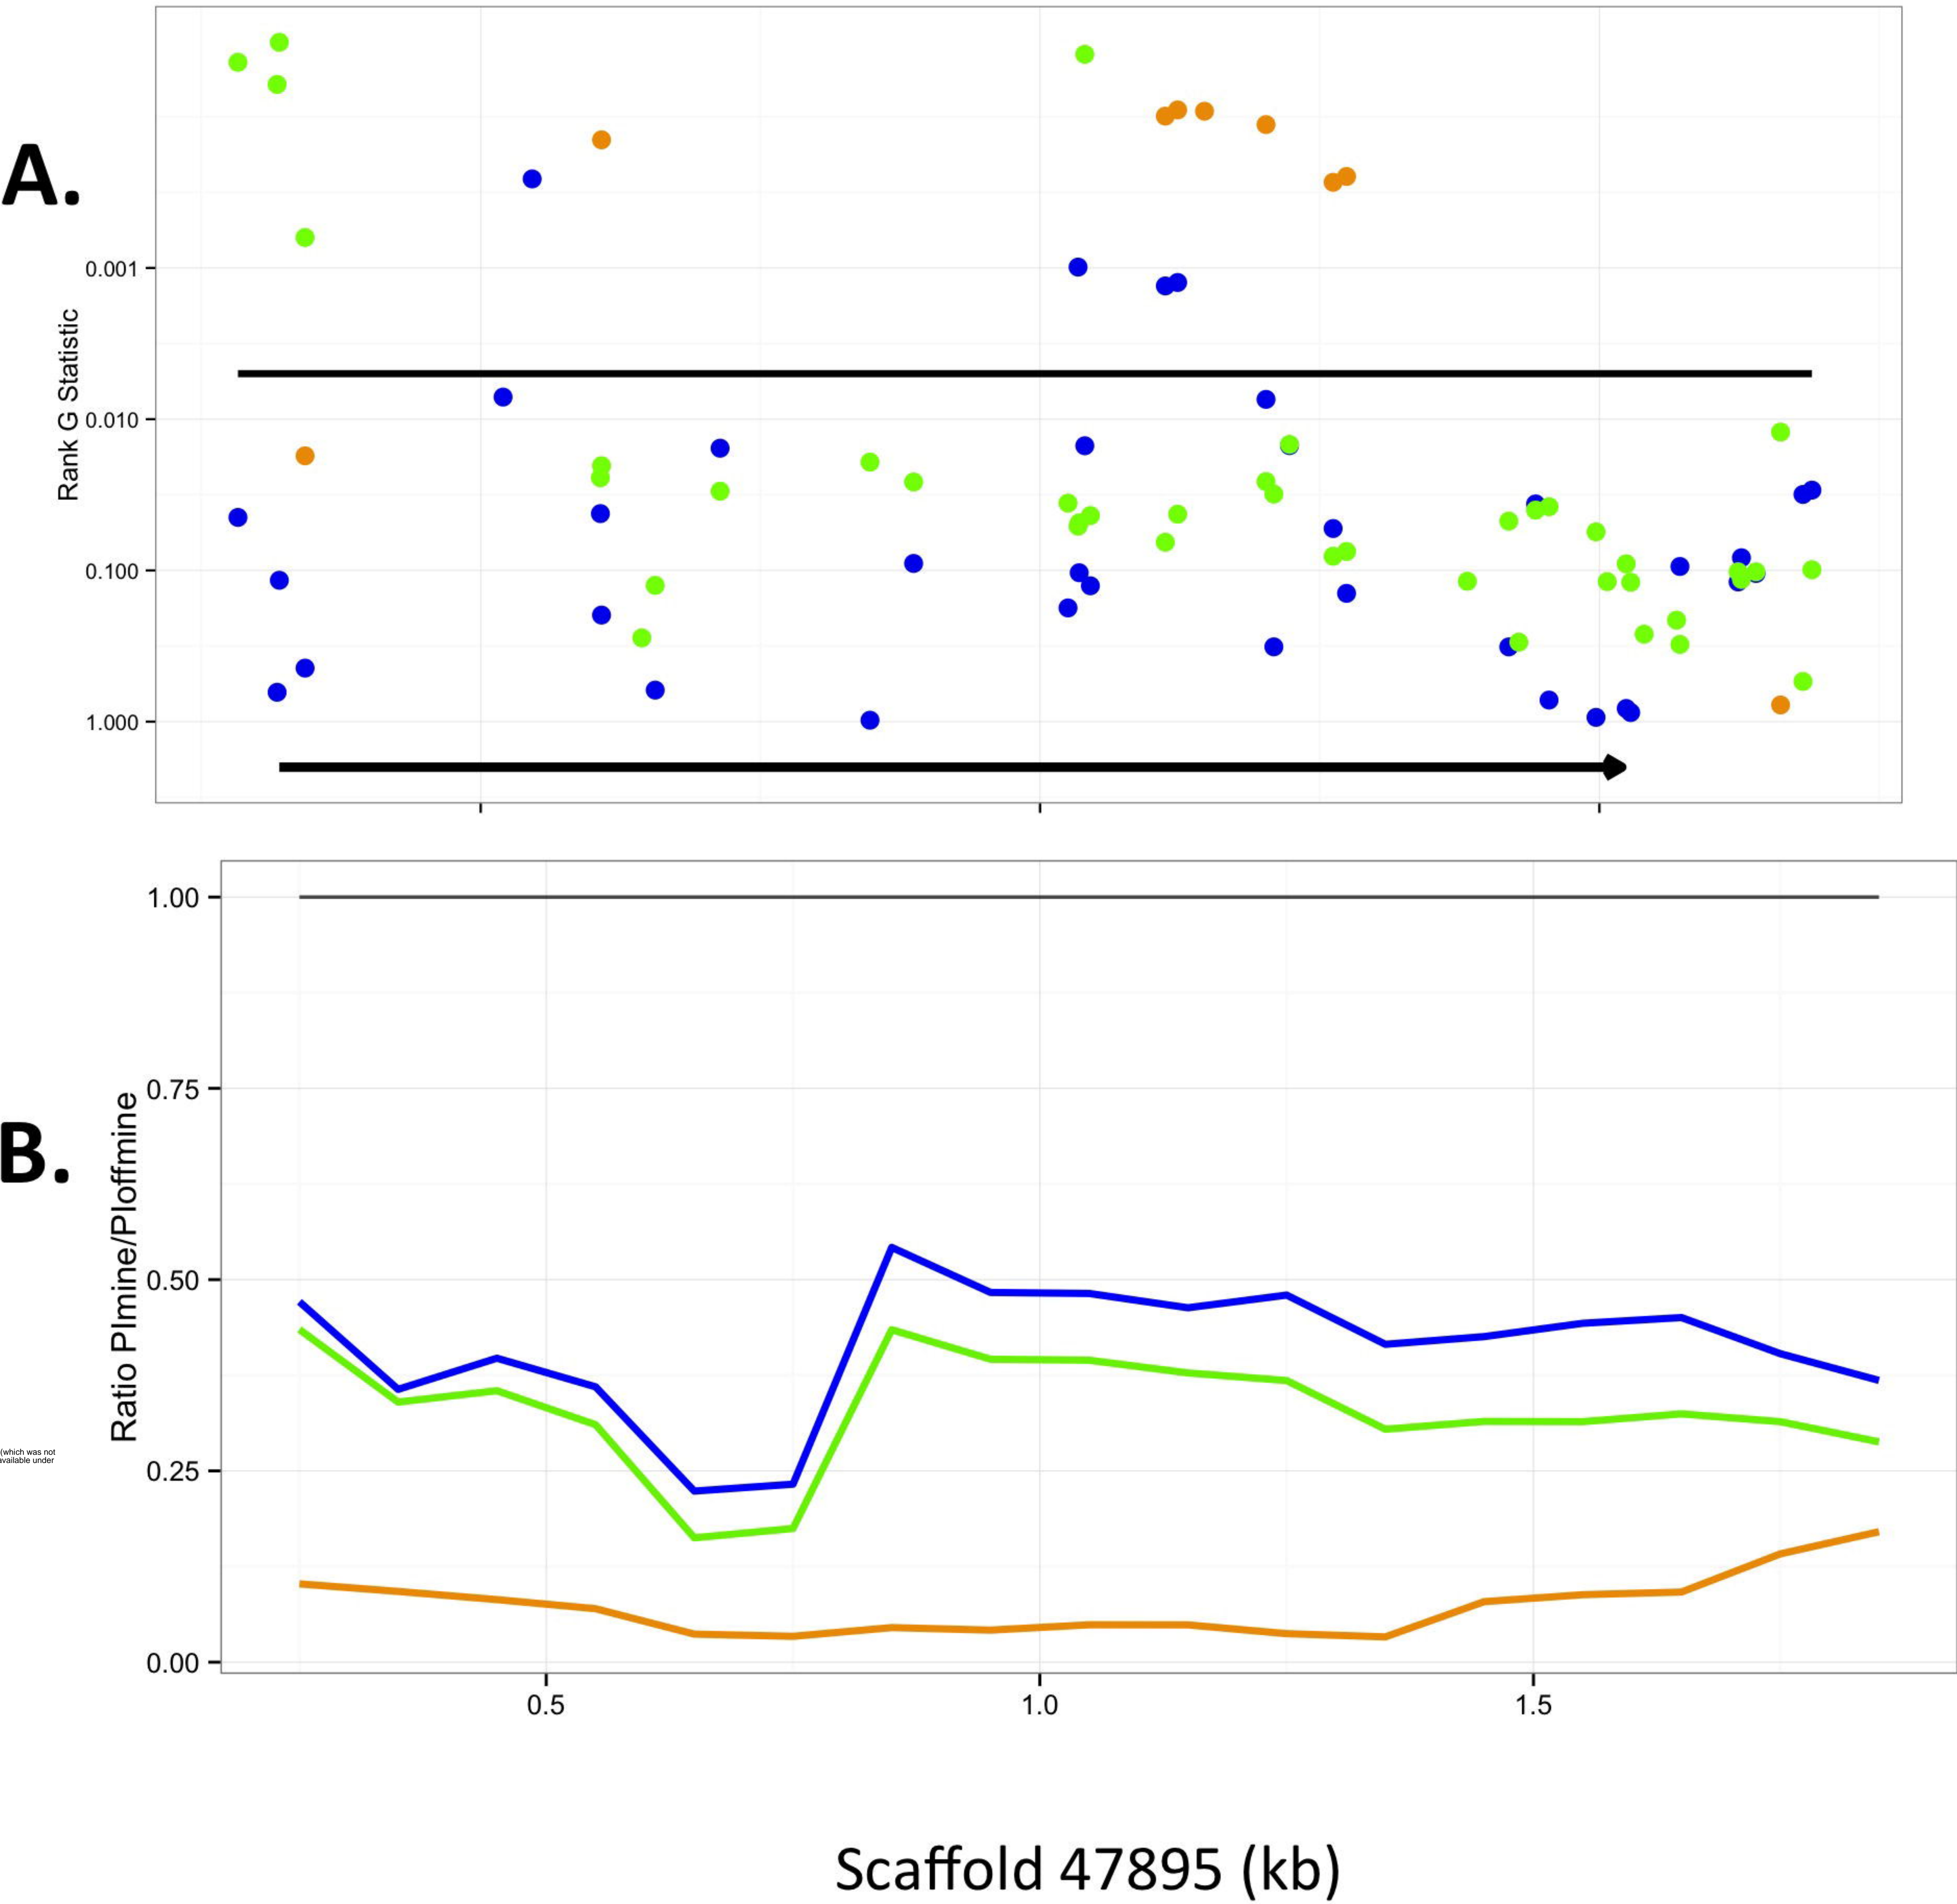 A.
Rank G Statistic
0.001
0.010
0.100
1.000
B.
Ratio PImine/PIoffmine
1.00
0.75
0.50
0.25
0.00
(which was not
vailable under
0.5 1.0 1.5
Scaffold 47895 (kb)